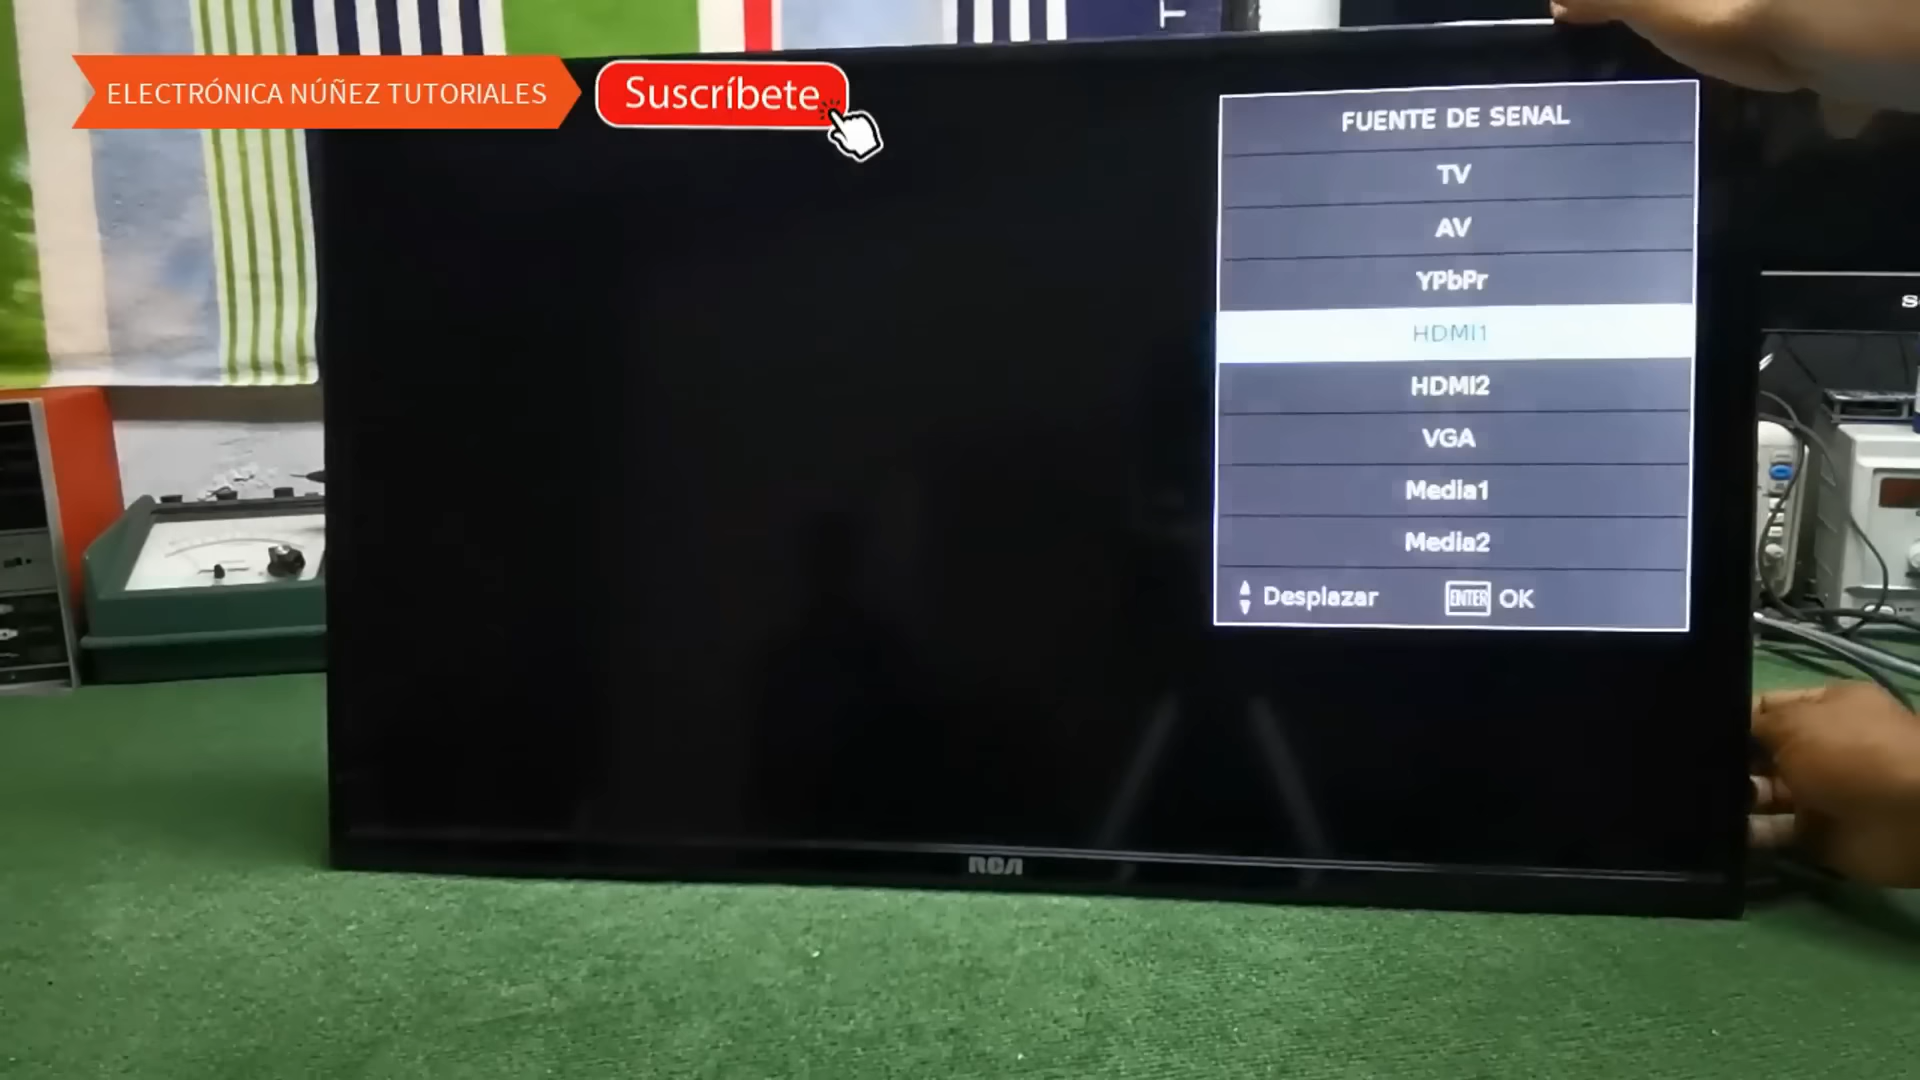 ELECTRÓNICA NÚÑEZ TUTORIALES
Suscríbete
T
FUENTE DE SENAL
TV
AV
YPbPr
HDMI1
HDMI2
VGA
Media1
Media2
Desplazar
ENTER OK
RCA